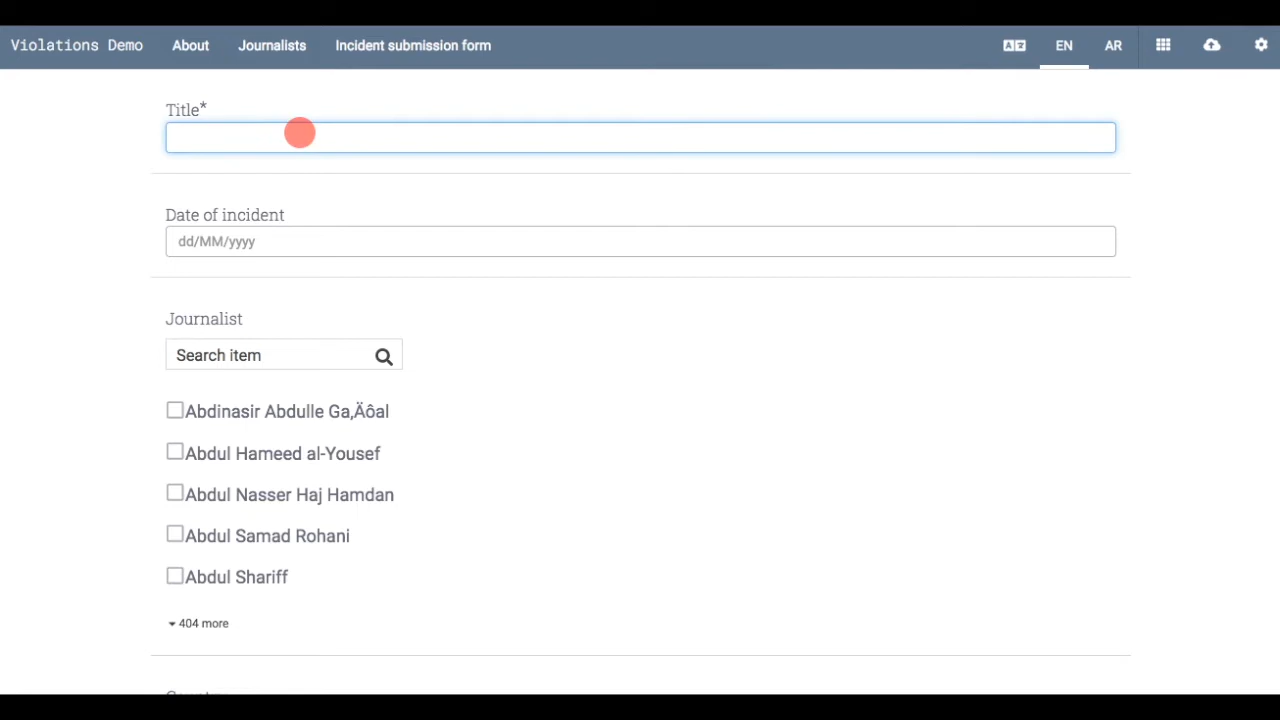 Violations Demo About Journalists Incident submission form EN AR
Title*
Date of incident
dd/MM/yyyy
Journalist
Search item
Abdinasir Abdulle Ga‚Äôal
Abdul Hameed al-Yousef
Abdul Nasser Haj Hamdan
Abdul Samad Rohani
Abdul Shariff
404 more